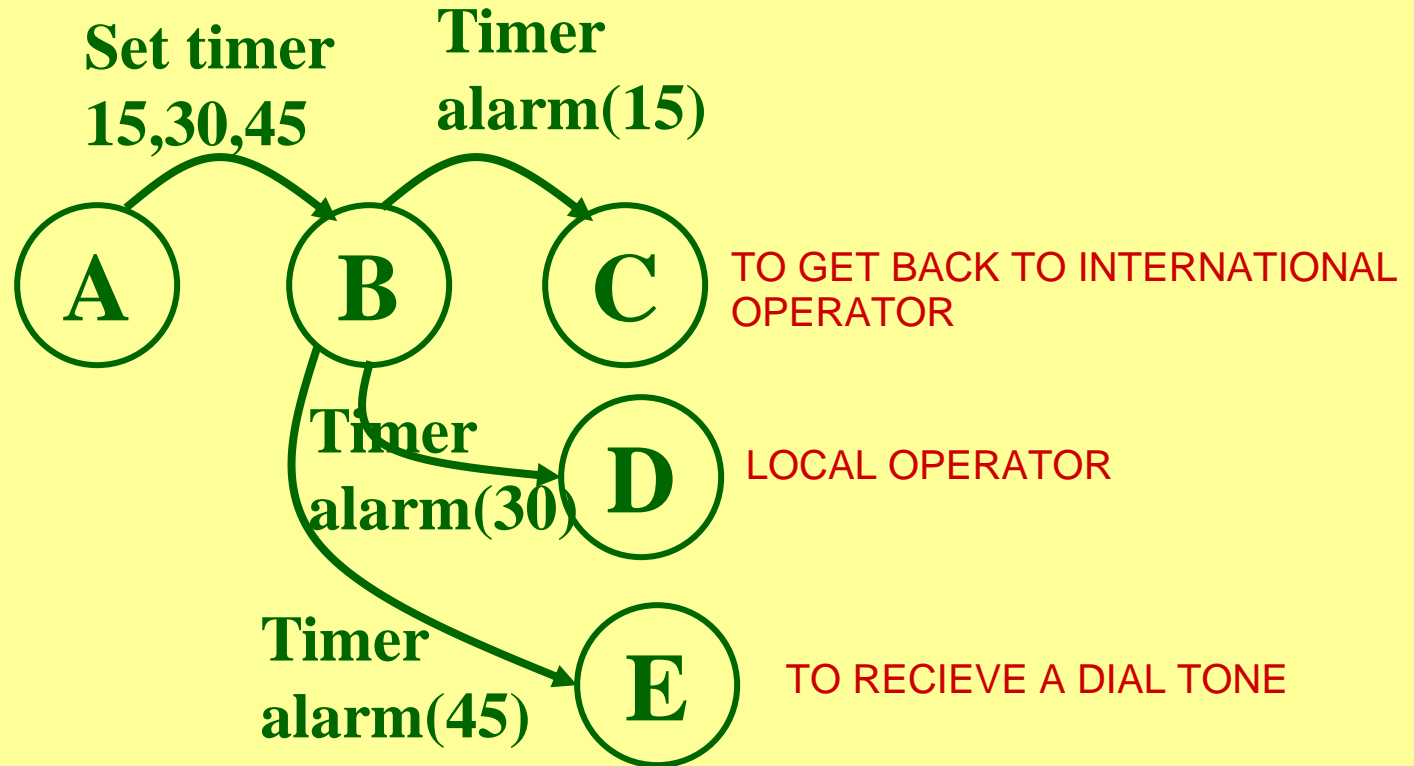 Set timer
15,30,45
Timer
alarm(15)
A
B
C
TO GET BACK TO INTERNATIONAL
OPERATOR
Timer
alarm(30)
D
LOCAL OPERATOR
Timer
alarm(45)
E
TO RECIEVE A DIAL TONE